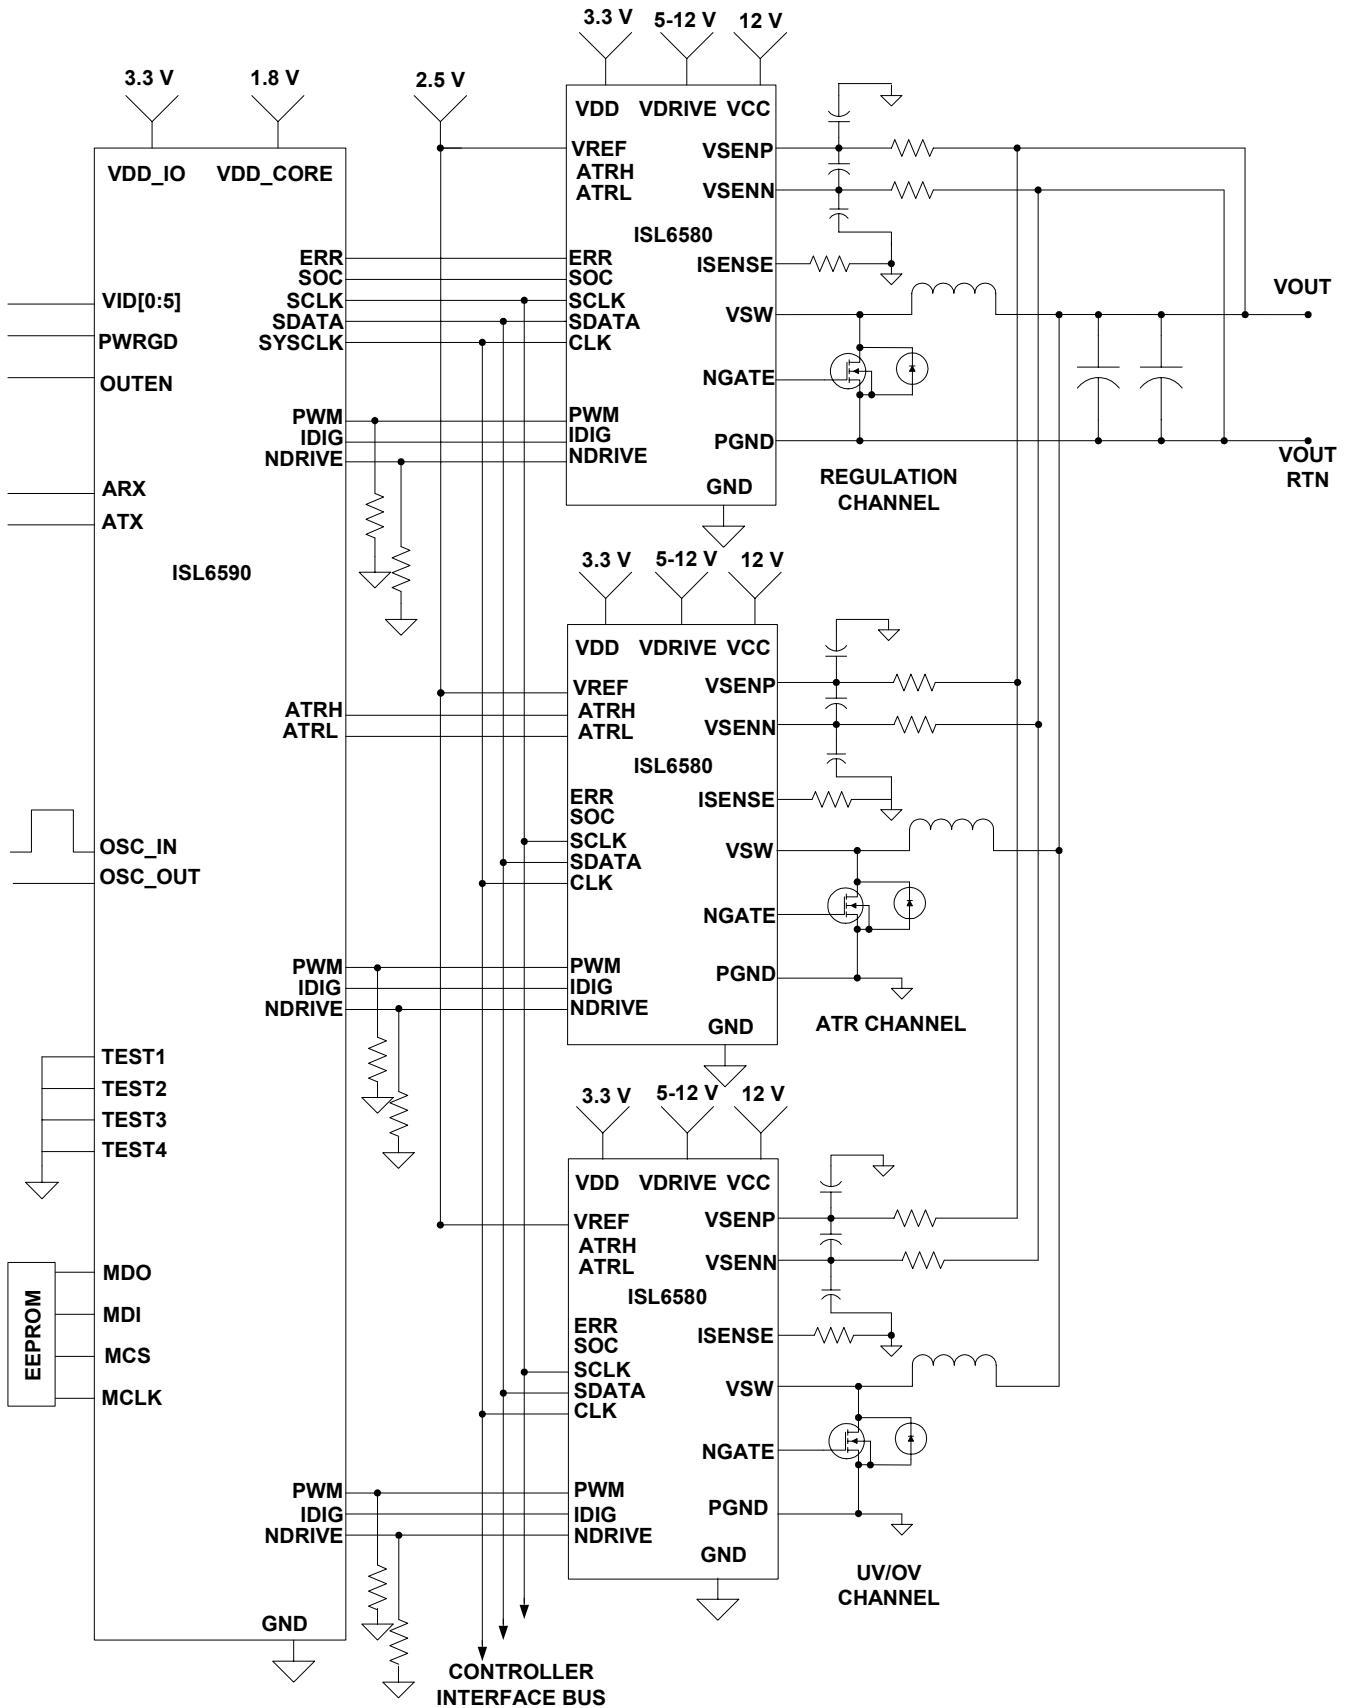 3.3 V
5-12 V
12 V
3.3 V
1.8 V
2.5 V
VDD_IO
VDD_CORE
VID[0:5]
PWRGD
OUTEN
ARX
ATX
ISL6590
OSC_IN
OSC_OUT
TEST1
TEST2
TEST3
TEST4
EEPROM
MDO
MDI
MCS
MCLK
ERR
SOC
SCLK
SDATA
SYSCLK
PWM
IDIG
NDRIVE
ATRH
ATRL
PWM
IDIG
NDRIVE
PWM
IDIG
NDRIVE
GND
VDD
VDRIVE
VCC
VREF
ATRH
ATRL
ISL6580
ERR
SOC
SCLK
SDATA
CLK
PWM
IDIG
NDRIVE
VSENP
VSENN
ISENSE
VSW
NGATE
PGND
GND
REGULATION
CHANNEL
VOUT
VOUT
RTN
3.3 V
5-12 V
12 V
VDD
VDRIVE
VCC
VREF
ATRH
ATRL
ISL6580
ERR
SOC
SCLK
SDATA
CLK
PWM
IDIG
NDRIVE
VSENP
VSENN
ISENSE
VSW
NGATE
PGND
GND
ATR CHANNEL
3.3 V
5-12 V
12 V
VDD
VDRIVE
VCC
VREF
ATRH
ATRL
ISL6580
ERR
SOC
SCLK
SDATA
CLK
PWM
IDIG
NDRIVE
VSENP
VSENN
ISENSE
VSW
NGATE
PGND
GND
UV/OV
CHANNEL
CONTROLLER
INTERFACE BUS